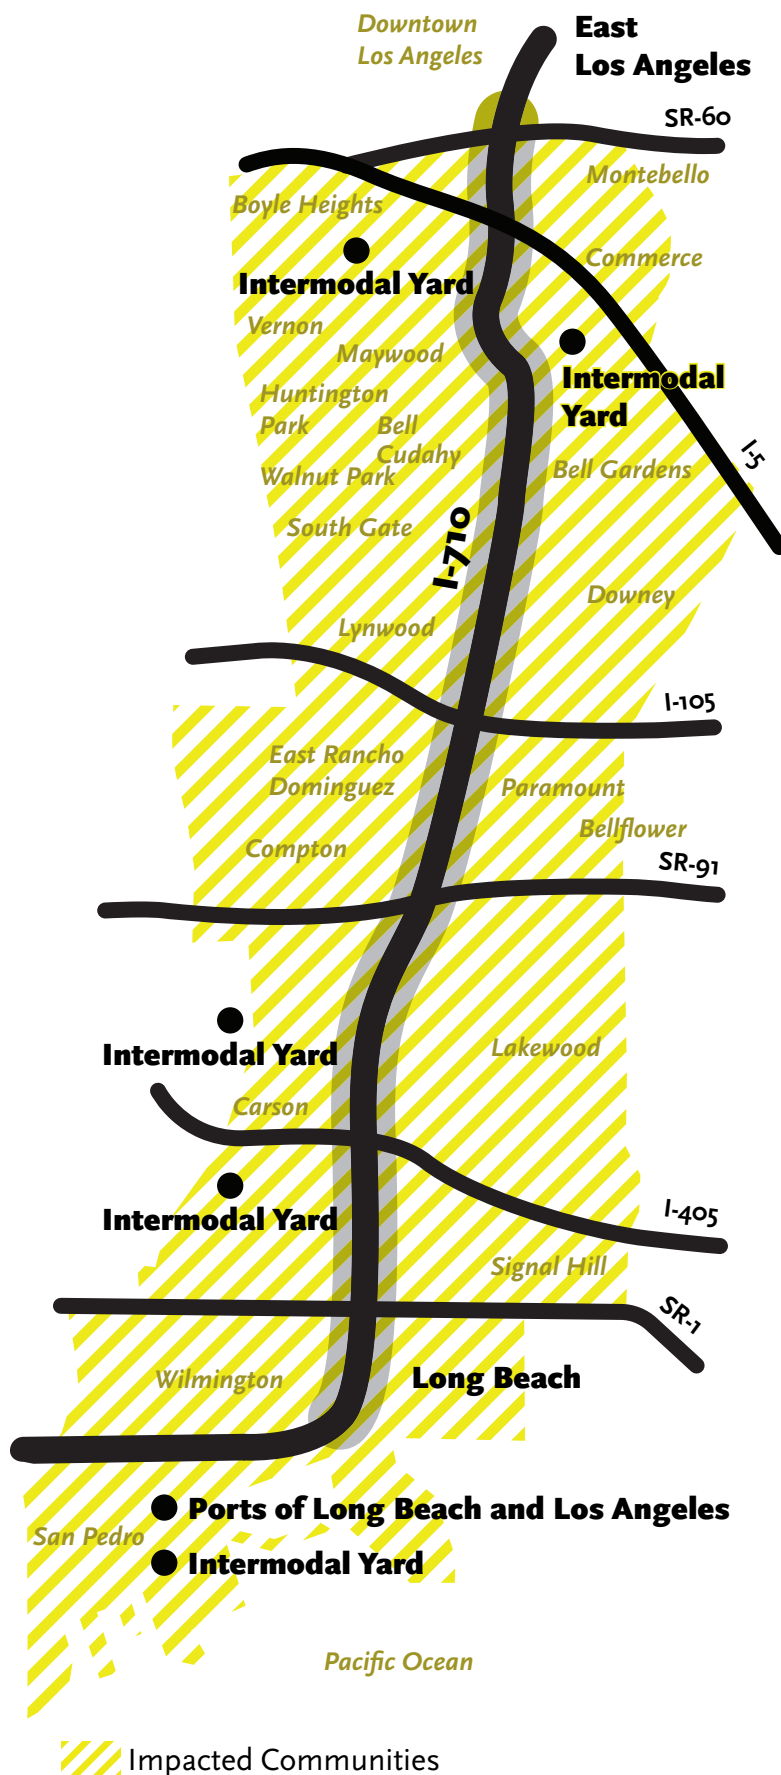 Downtown
Los Angeles
East
Los Angeles
SR-60
Montebello
Boyle Heights
Commerce
Intermodal Yard
Vernon
Maywood
Intermodal
Yard
Huntington
Park
Bell
Cudahy
I-5
Walnut Park
Bell Gardens
South Gate
I-710
Downey
Lynwood
I-105
East Rancho
Dominguez
Paramount
Bellflower
Compton
SR-91
Lakewood
Intermodal Yard
Carson
I-405
Intermodal Yard
Signal Hill
SR-1
Wilmington
Long Beach
Ports of Long Beach and Los Angeles
San Pedro
Intermodal Yard
Pacific Ocean
Impacted Communities